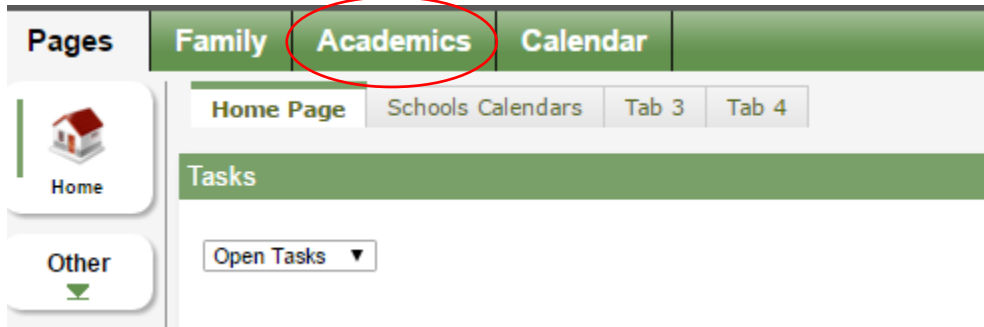 Pages Family Academics Calendar
Home Page Schools Calendars Tab 3 Tab 4
Home
Tasks
Other
Open Tasks